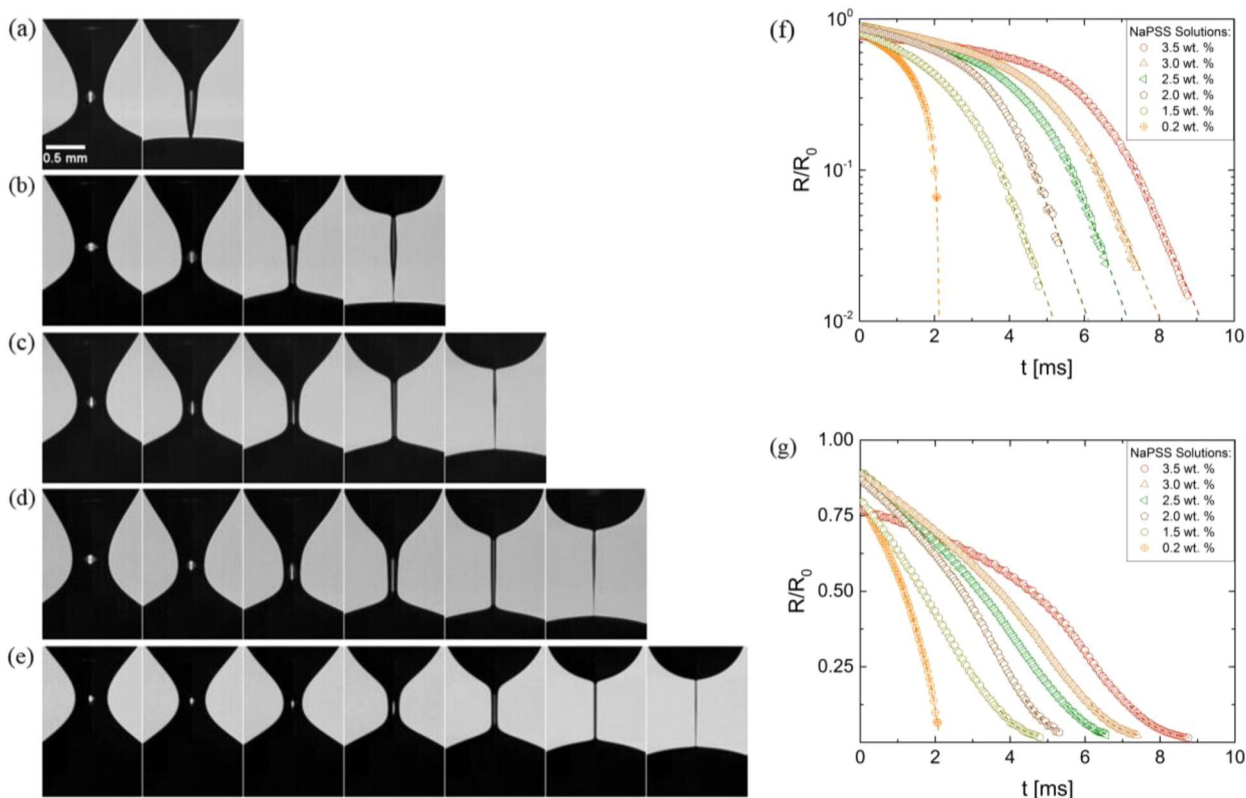 (a)
0.5 mm
(b)
(c)
(d)
(e)
(f)
R/R0
10^0
10^-1
10^-2
0 2 4 6 8 10
t [ms]
NaPSS Solutions:
3.5 wt. %
3.0 wt. %
2.5 wt. %
2.0 wt. %
1.5 wt. %
0.2 wt. %
(g)
R/R0
1.00
0.75
0.50
0.25
0 2 4 6 8 10
t [ms]
NaPSS Solutions:
3.5 wt. %
3.0 wt. %
2.5 wt. %
2.0 wt. %
1.5 wt. %
0.2 wt. %